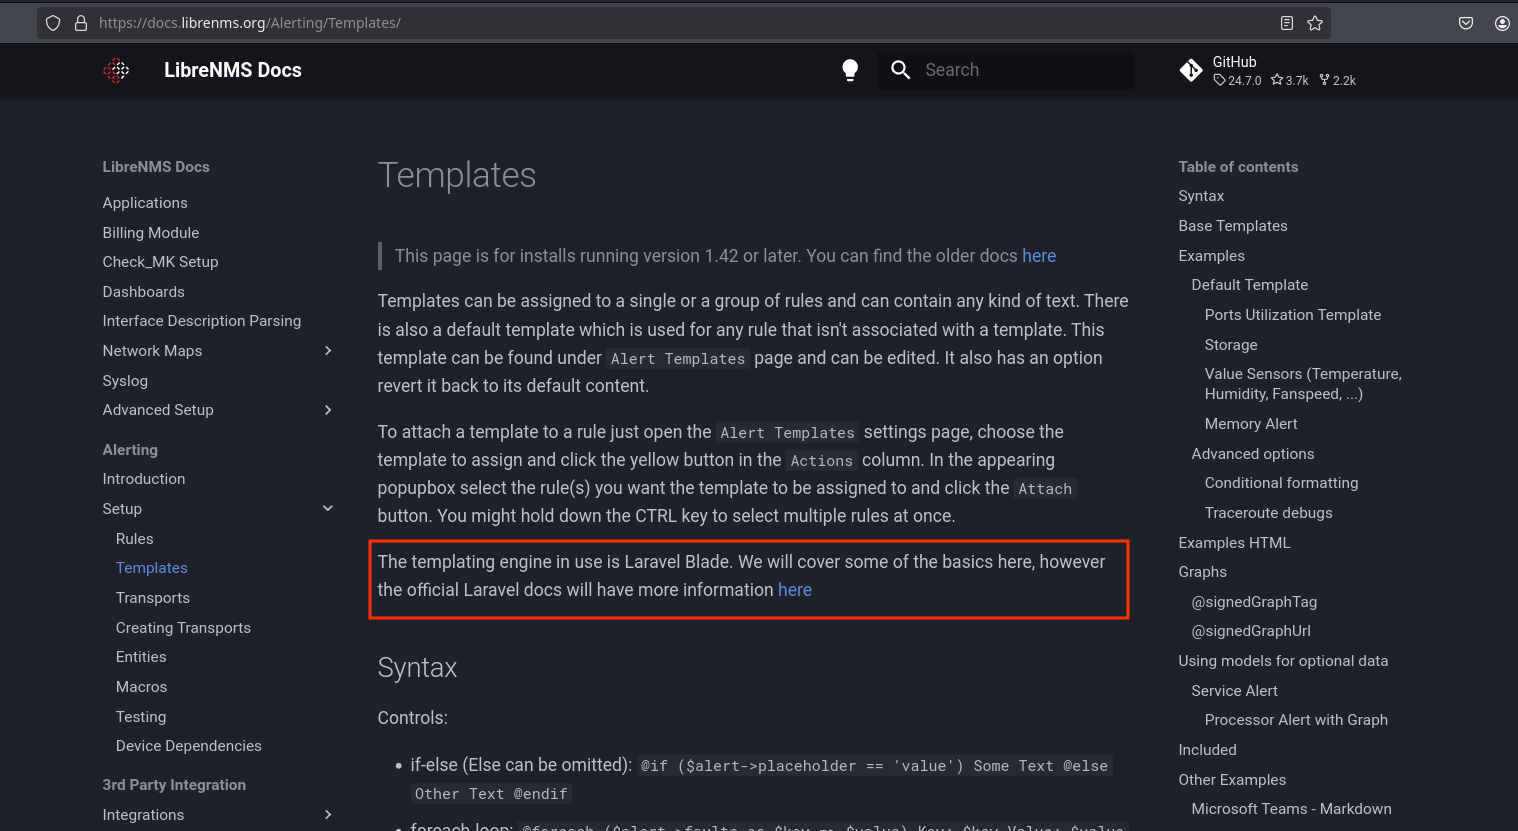 https://docs.librenms.org/Alerting/Templates/
LibreNMS Docs
Search
GitHub
24.7.0 3.7k 2.2k
LibreNMS Docs
Applications
Billing Module
Check_MK Setup
Dashboards
Interface Description Parsing
Network Maps
Syslog
Advanced Setup
Alerting
Introduction
Setup
Rules
Templates
Transports
Creating Transports
Entities
Macros
Testing
Device Dependencies
3rd Party Integration
Integrations
Templates
This page is for installs running version 1.42 or later. You can find the older docs here
Templates can be assigned to a single or a group of rules and can contain any kind of text. There
is also a default template which is used for any rule that isn't associated with a template. This
template can be found under Alert Templates page and can be edited. It also has an option
revert it back to its default content.
To attach a template to a rule just open the Alert Templates settings page, choose the
template to assign and click the yellow button in the Actions column. In the appearing
popupbox select the rule(s) you want the template to be assigned to and click the Attach
button. You might hold down the CTRL key to select multiple rules at once.
The templating engine in use is Laravel Blade. We will cover some of the basics here, however
the official Laravel docs will have more information here
Syntax
Controls:
if-else (Else can be omitted): @if ($alert->placeholder == 'value') Some Text @else
Other Text @endif
foreach-loop: @foreach ($alert->faults as $key => $value) Key: $key Value: $value
Table of contents
Syntax
Base Templates
Examples
Default Template
Ports Utilization Template
Storage
Value Sensors (Temperature,
Humidity, Fanspeed, ...)
Memory Alert
Advanced options
Conditional formatting
Traceroute debugs
Examples HTML
Graphs
@signedGraphTag
@signedGraphUrl
Using models for optional data
Service Alert
Processor Alert with Graph
Included
Other Examples
Microsoft Teams - Markdown